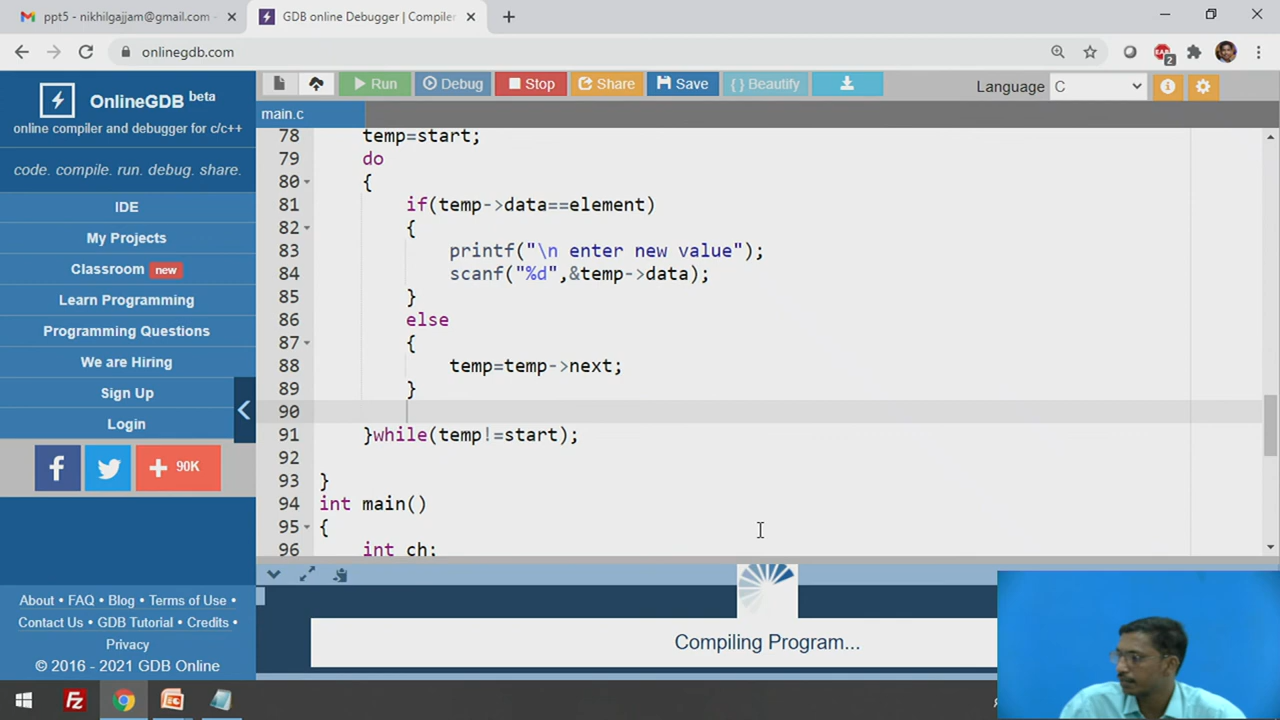 ppt5 - nikhilgajjam@gmail.com -
GDB online Debugger | Compiler
onlinegdb.com
2
OnlineGDB beta
online compiler and debugger for c/c++
code. compile. run. debug. share.
IDE
My Projects
Classroom new
Learn Programming
Programming Questions
We are Hiring
Sign Up
Login
f
+ 90K
About • FAQ • Blog • Terms of Use •
Contact Us • GDB Tutorial • Credits •
Privacy
© 2016 - 2021 GDB Online
Run
Debug
Stop
Share
Save
{ } Beautify
Language C
main.c
78 temp=start;
79 do
80 {
81 if(temp->data==element)
82 {
83 printf("\n enter new value");
84 scanf("%d",&temp->data);
85 }
86 else
87 {
88 temp=temp->next;
89 }
90
91 }while(temp!=start);
92
93 }
94 int main()
95 {
96 int ch;
Compiling Program...